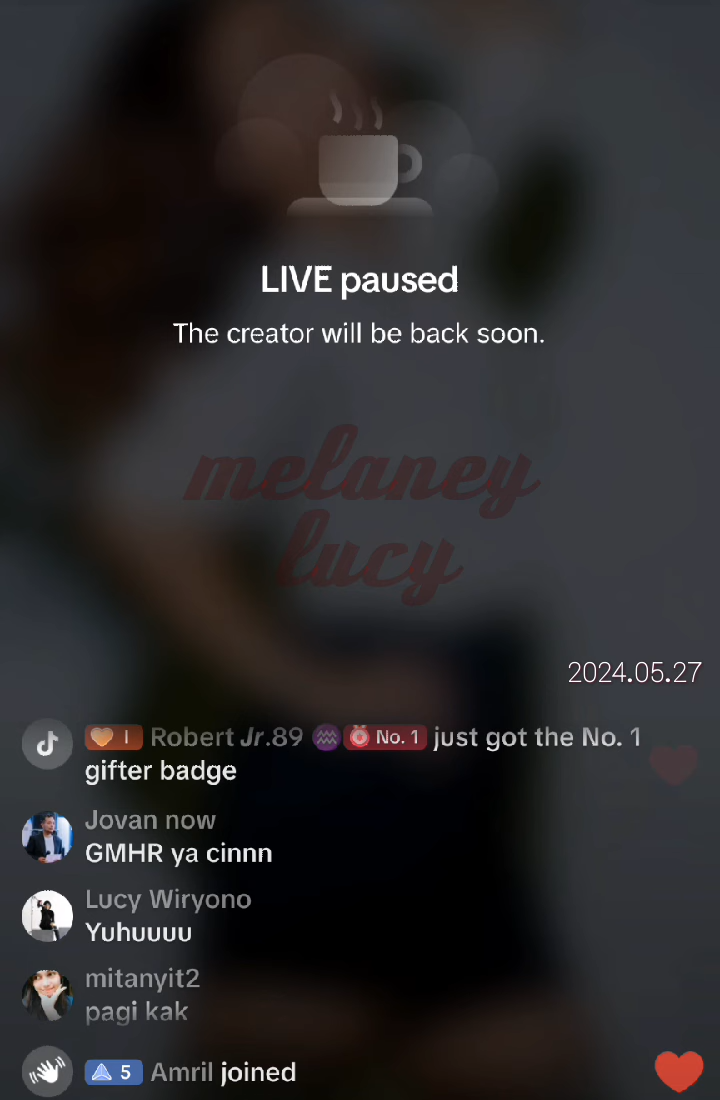 LIVE paused
The creator will be back soon.
melaney
lucy
2024.05.27
I Robert Jr.89 No. 1 just got the No. 1
gifter badge
Jovan now
GMHR ya cinnn
Lucy Wiryono
Yuhuuuu
mitanyit2
pagi kak
5 Amril joined